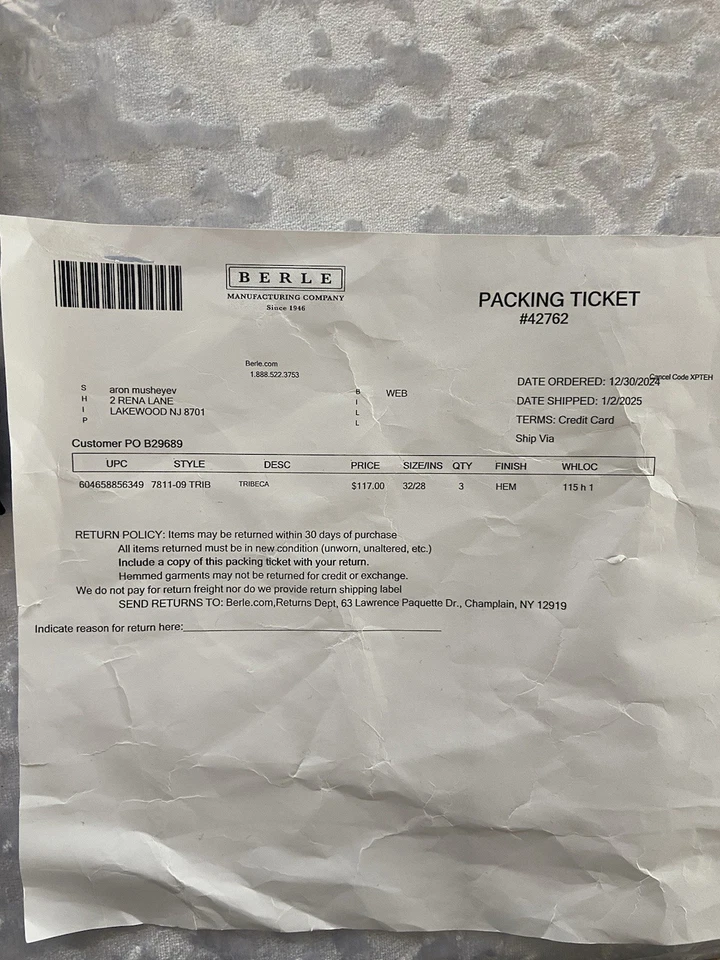 BERLE
MANUFACTURING COMPANY
Since 1946
PACKING TICKET
#42762
Berle.com
1.888.522.3753
SHIP
aron musheyev
2 RENA LANE
LAKEWOOD NJ 8701
BILL
WEB
DATE ORDERED: 12/30/2024
Cancel Code XPTEH
DATE SHIPPED: 1/2/2025
TERMS: Credit Card
Ship Via
Customer PO B29689
UPC STYLE DESC PRICE SIZE/INS QTY FINISH WHLOC
604658856349 7811-09 TRIB TRIBECA $117.00 32/28 3 HEM 115 h 1
RETURN POLICY: Items may be returned within 30 days of purchase
All items returned must be in new condition (unworn, unaltered, etc.)
Include a copy of this packing ticket with your return.
Hemmed garments may not be returned for credit or exchange.
We do not pay for return freight nor do we provide return shipping label
SEND RETURNS TO: Berle.com,Returns Dept, 63 Lawrence Paquette Dr., Champlain, NY 12919
Indicate reason for return here: